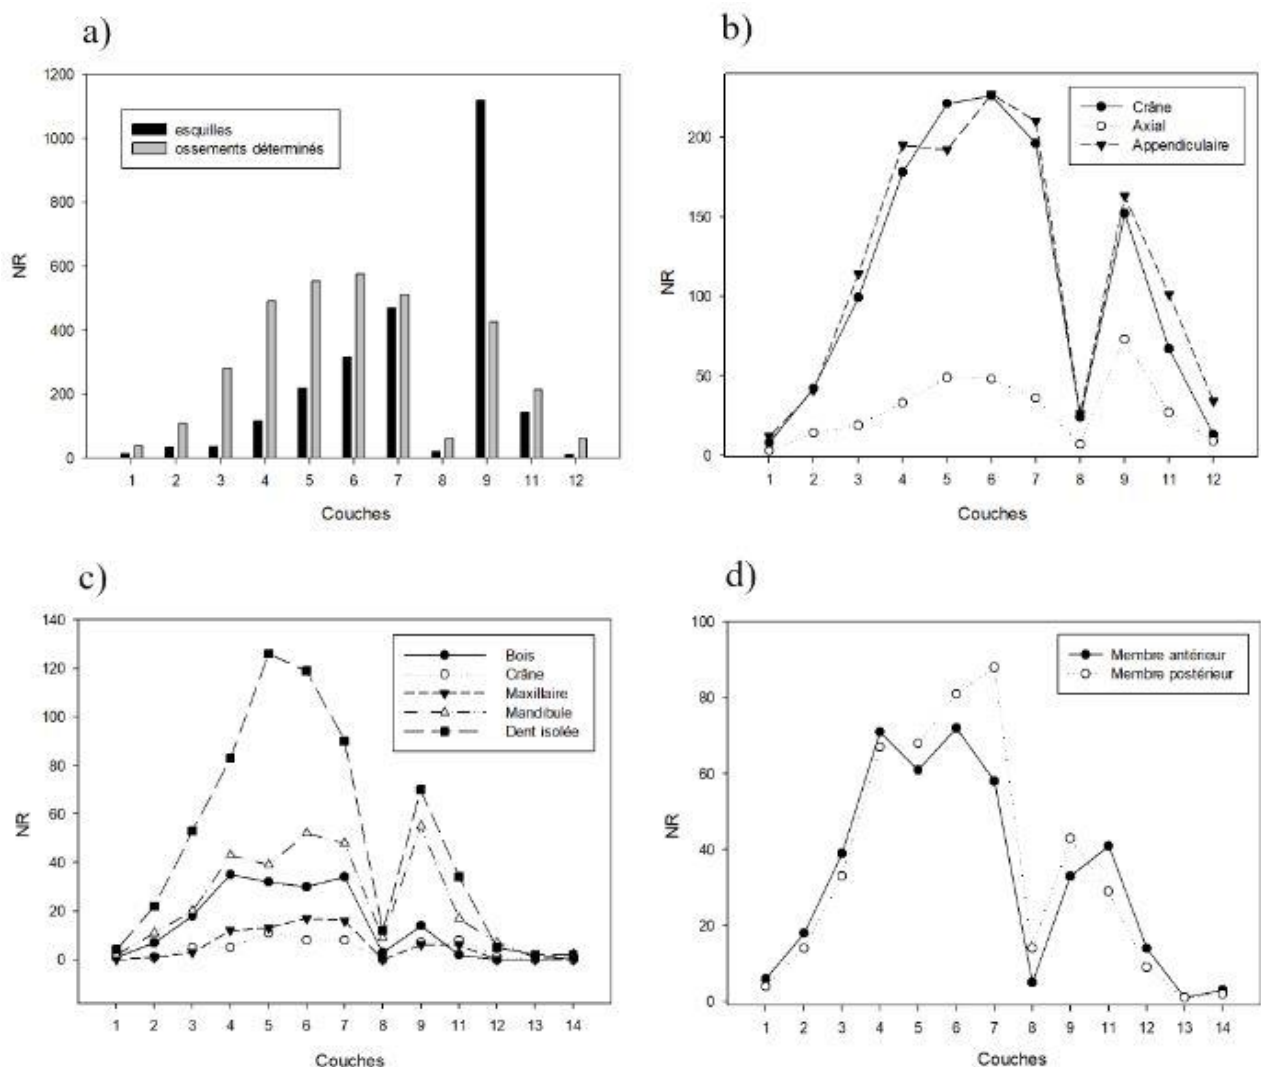 a)
1200
1000
800
600
400
200
0
NR
esquilles
ossements déterminés
1 2 3 4 5 6 7 8 9 11 12
Couches
b)
200
150
100
50
0
NR
Crâne
Axial
Appendiculaire
1 2 3 4 5 6 7 8 9 11 12
Couches
c)
140
120
100
80
60
40
20
0
NR
Bois
Crâne
Maxillaire
Mandibule
Dent isolée
1 2 3 4 5 6 7 8 9 11 12 13 14
Couches
d)
100
80
60
40
20
0
NR
Membre antérieur
Membre postérieur
1 2 3 4 5 6 7 8 9 11 12 13 14
Couches